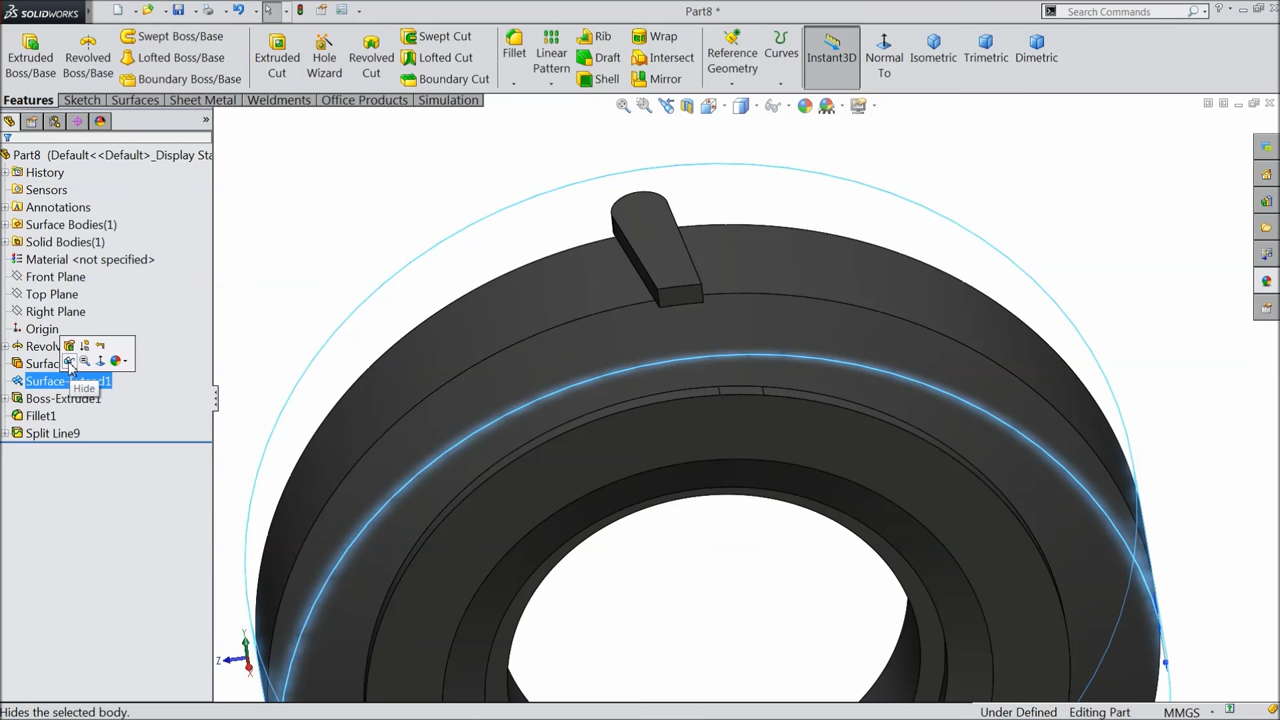 SOLIDWORKS
Part8 *
Search Commands
Extruded Boss/Base
Revolved Boss/Base
Swept Boss/Base
Lofted Boss/Base
Boundary Boss/Base
Extruded Cut
Hole Wizard
Revolved Cut
Swept Cut
Lofted Cut
Boundary Cut
Fillet
Linear Pattern
Rib
Draft
Shell
Wrap
Intersect
Mirror
Reference Geometry
Curves
Instant3D
Normal To
Isometric
Trimetric
Dimetric
Features
Sketch
Surfaces
Sheet Metal
Weldments
Office Products
Simulation
Part8 (Default<<Default>_Display Sta
History
Sensors
Annotations
Surface Bodies(1)
Solid Bodies(1)
Material <not specified>
Front Plane
Top Plane
Right Plane
Origin
Revolv
Surfac
Hide
Boss-Extrude1
Fillet1
Split Line9
Y
Z
X
Hides the selected body.
Under Defined
Editing Part
MMGS